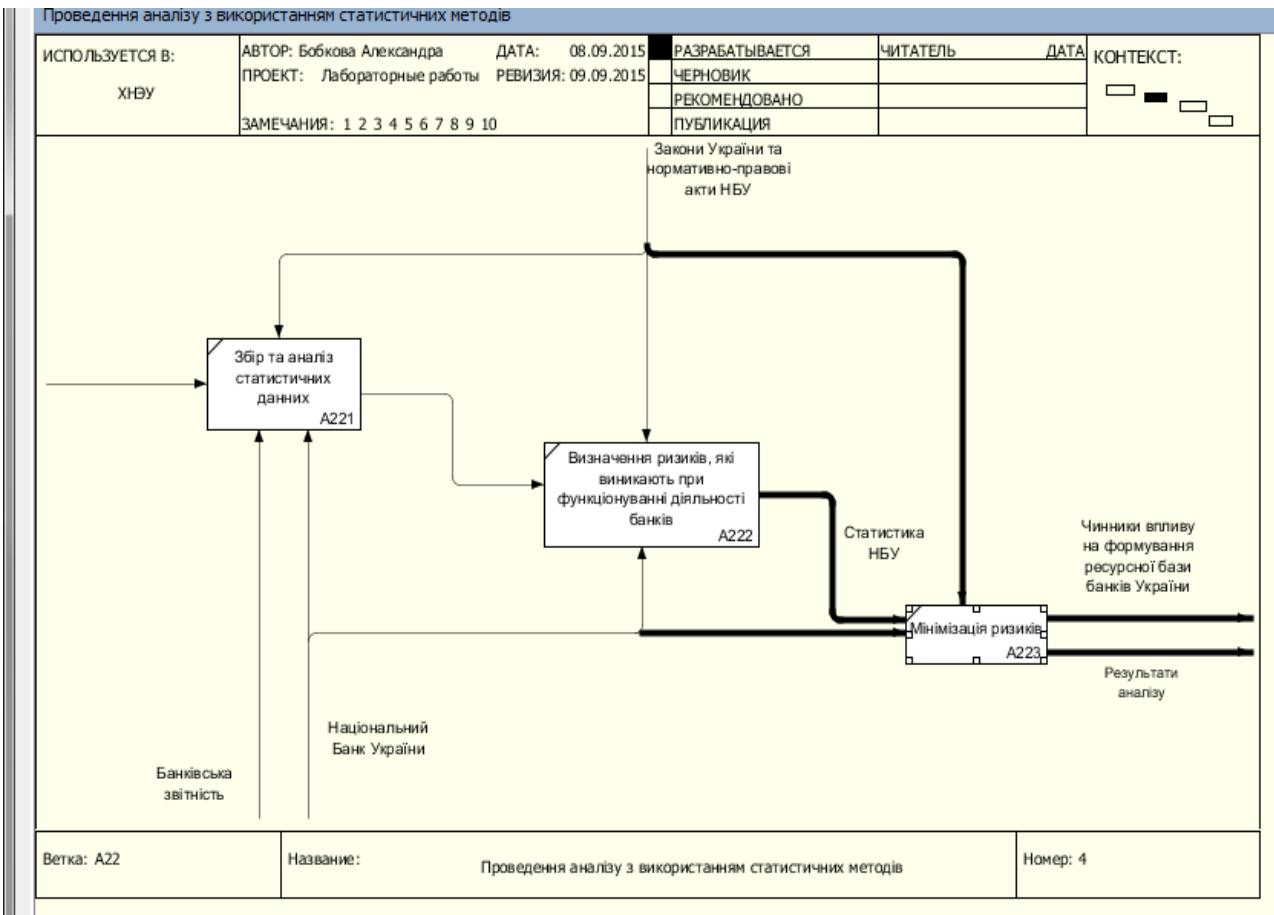 Проведення аналізу з використанням статистичних методів
ИСПОЛЬЗУЕТСЯ В:
ХНЭУ
АВТОР: Бобкова Александра
ДАТА: 08.09.2015
ПРОЕКТ: Лабораторные работы
РЕВИЗИЯ: 09.09.2015
ЗАМЕЧАНИЯ: 1 2 3 4 5 6 7 8 9 10
РАЗРАБАТЫВАЕТСЯ
ЧЕРНОВИК
РЕКОМЕНДОВАНО
ПУБЛИКАЦИЯ
ЧИТАТЕЛЬ
ДАТА
КОНТЕКСТ:
Закони України та
нормативно-правові
акти НБУ
Збір та аналіз
статистичних
данних
A221
Визначення ризиків, які
виникають при
функціонуванні діяльності
банків
A222
Статистика
НБУ
Чинники впливу
на формування
ресурсної бази
банків України
Мінімізація ризиків
A223
Результати
аналізу
Національний
Банк України
Банківська
звітність
Ветка: A22
Название:
Проведення аналізу з використанням статистичних методів
Номер: 4